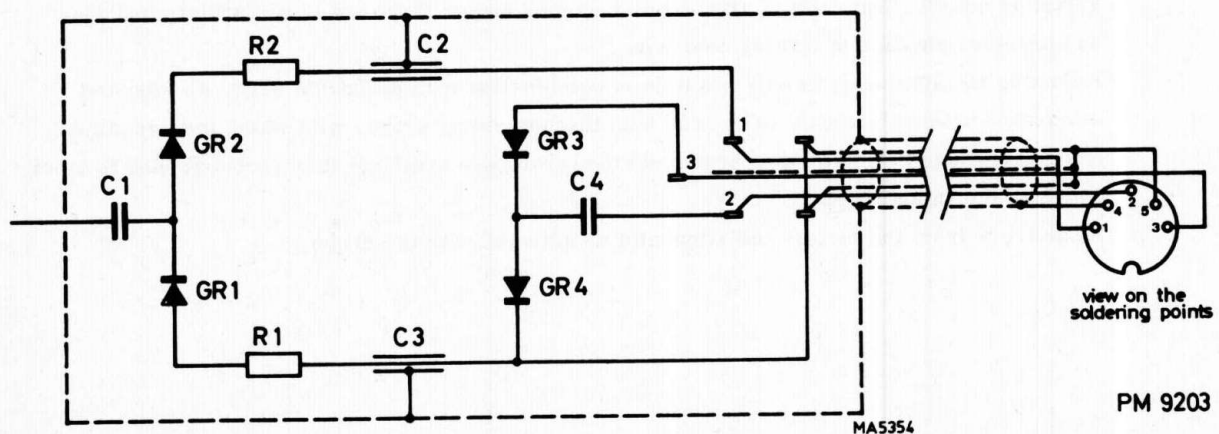 R2
C2
GR2
GR3
1
3
C1
C4
2
2
4
5
1
3
GR1
GR4
view on the
soldering points
R1
C3
PM 9203
MA5354